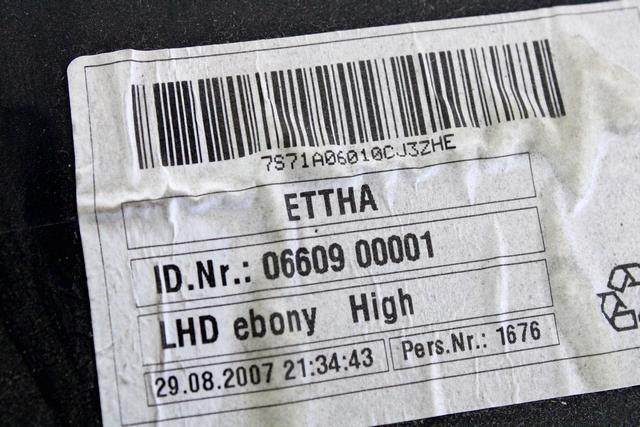 7S71A06010CJ3ZHE
ETTHA
ID.Nr.: 06609 00001
LHD ebony High
29.08.2007 21:34:43 Pers.Nr.: 1676